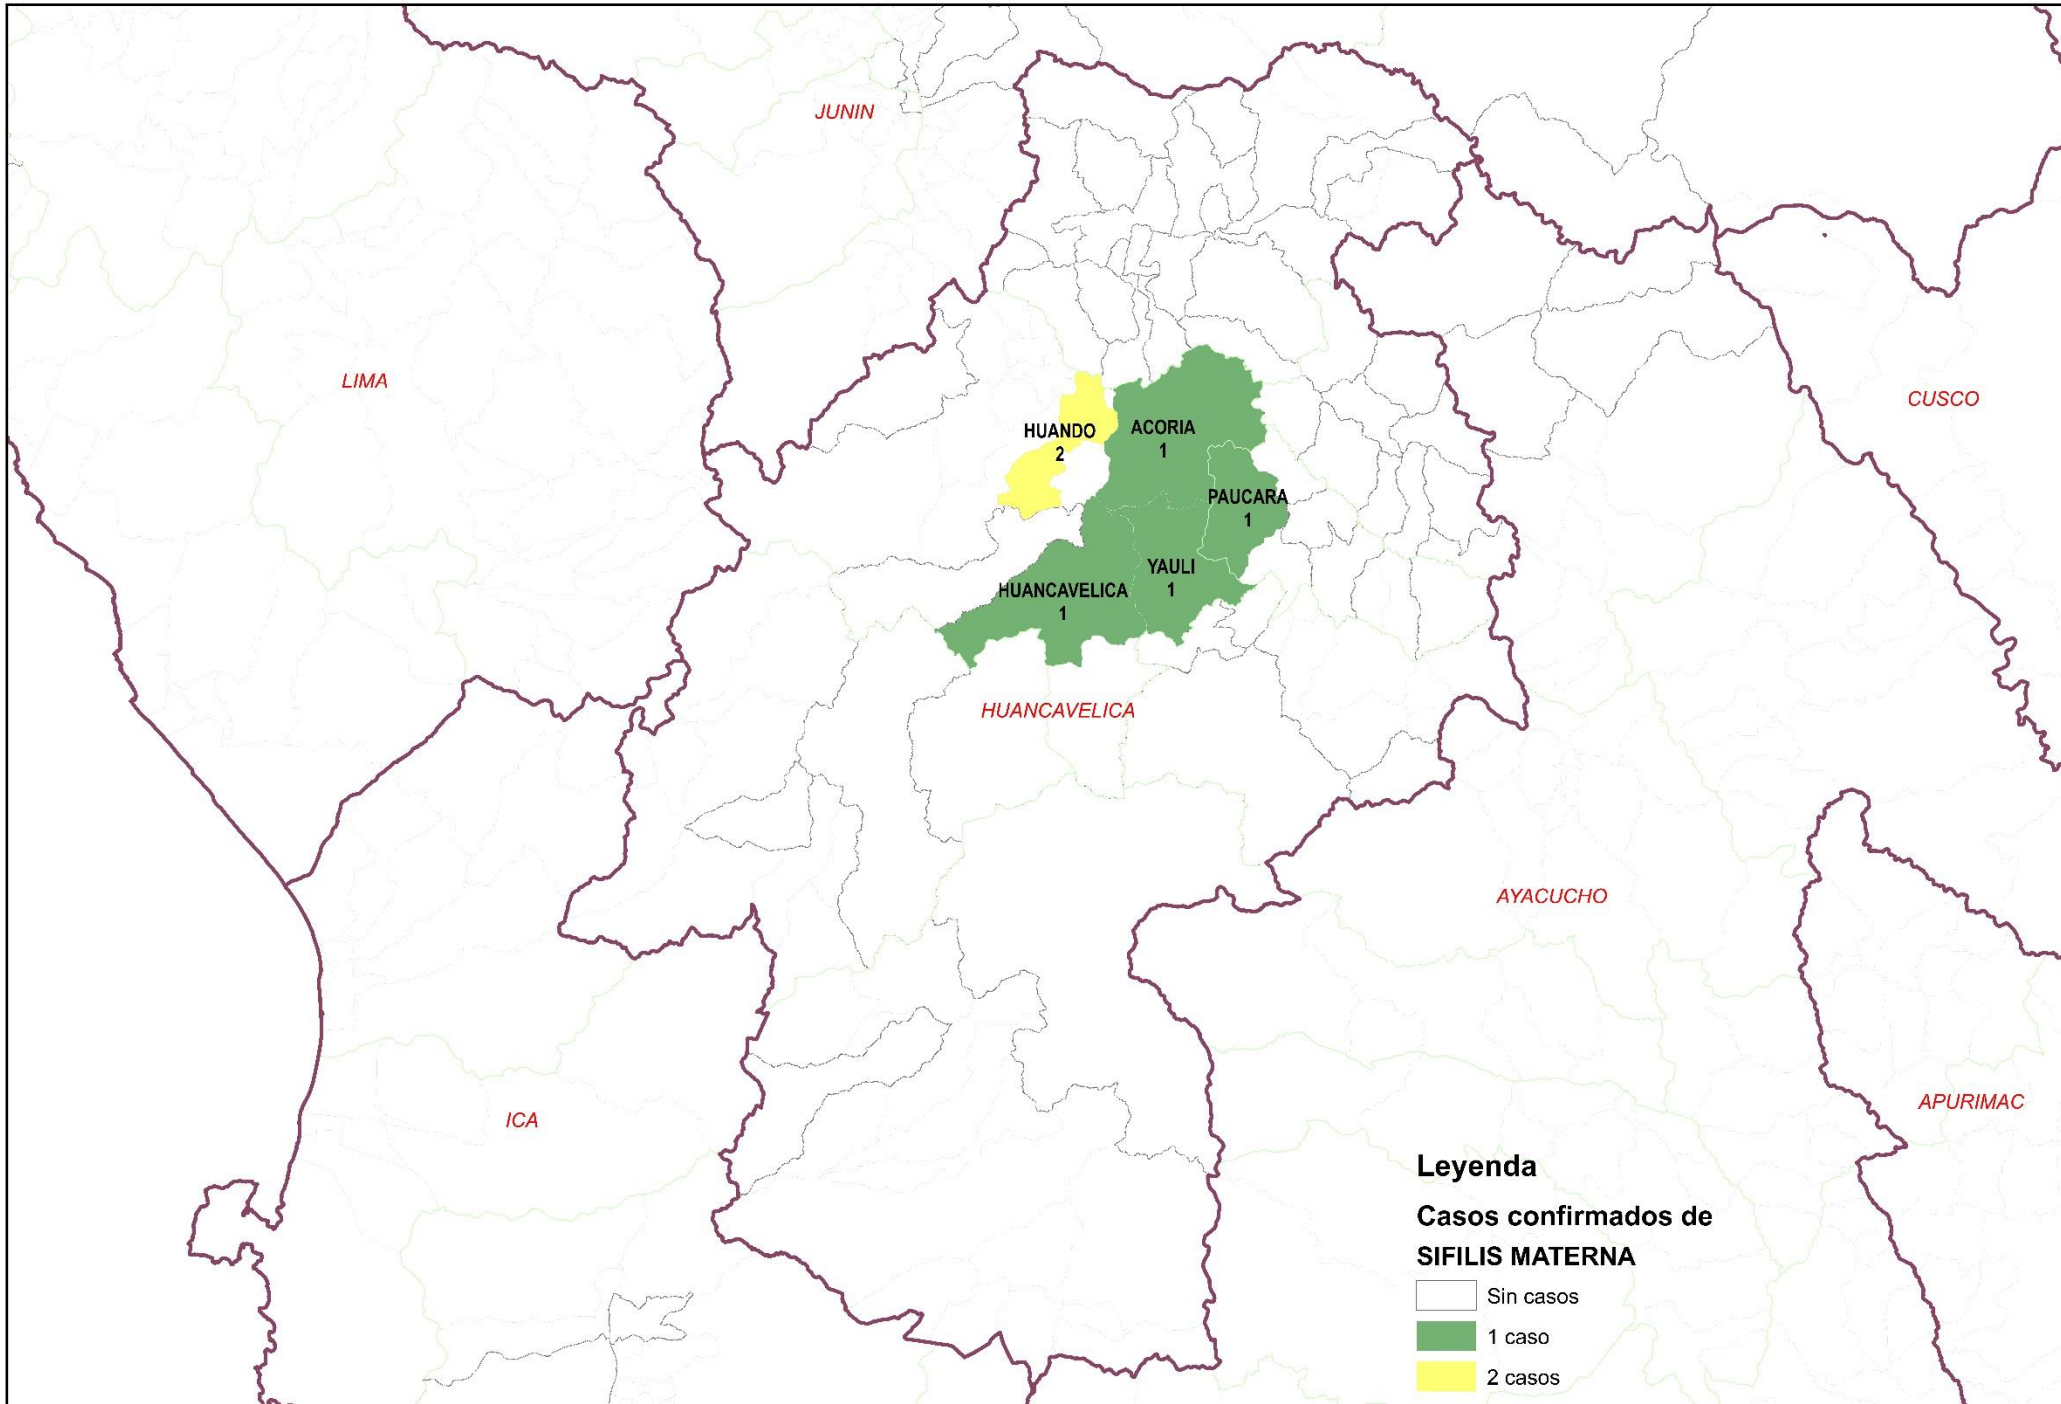 JUNIN
LIMA
CUSCO
HUANDO
2
ACORIA
1
PAUCARA
1
YAULI
1
HUANCAVELICA
1
HUANCAVELICA
AYACUCHO
ICA
APURIMAC
Leyenda
Casos confirmados de
SIFILIS MATERNA
Sin casos
1 caso
2 casos